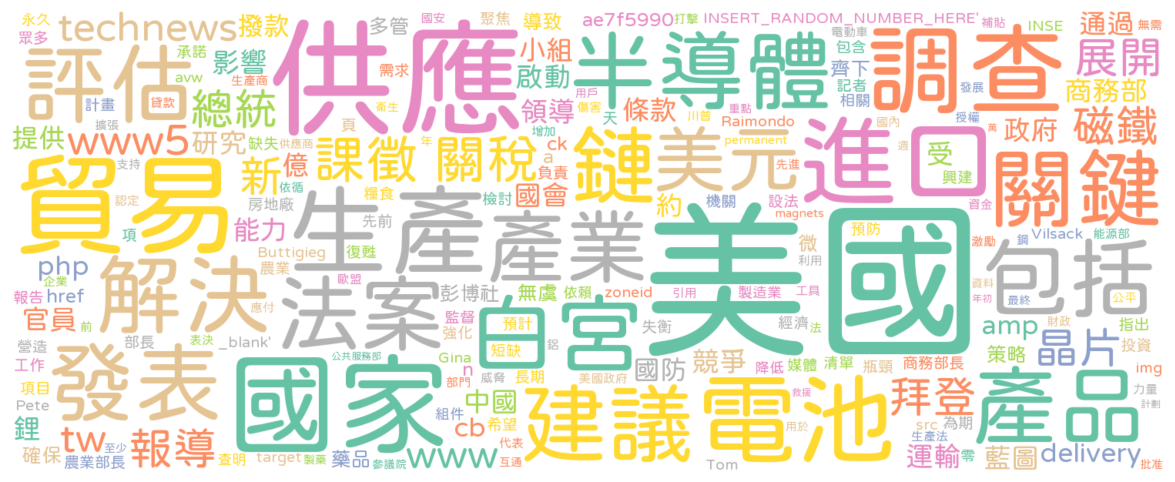 永久 國安 聚焦 導致 ae7f5990 打擊 INSERT_RANDOM_NUMBER_HERE' 補貼 電動車 INSE 通過 無需
眾多 technews 撥款 多管 供應 小組 半導體 包含 調查 展開
承諾 影響 需求 啟動 齊下 記者 商務部
評估 avw 生產商 總統 領導 用戶 條款 相關 發展
計畫 貸款 衛生 傷害 天 重點 川普 Raimondo 國內 授權 政府 磁鐵
提供 擴張 www5 研究 缺失 供應商 增加 ck permanent 週 萬
貿易 支持 新 億 頁 課徵 關稅 年 a 負責 鏈 美元 先進 進口 受 興建 關鍵
認定 依循 糧食 國會 檢討 約 機關 設法 資金
項 能力 房地廠 先前 magnets
php 解決 Buttigieg 復甦 生產 產業 微 美國 預防 激勵 鋼 Vilsack 能源部
企業 農業 歐盟 彭博社 無虞 依賴 zoneid 引用 利用 製造業 工具 包括 資料
報告 href 應付 法案 監督 白宮 預計 失衡 經濟 法 年初 最終 公平
官員 前 表決 強化 amp 財政 指出
營造 部長 _blank' Gina 短缺 鋁 國防 競爭 降低 媒體 清單 瓶頸 商務部長 策略 晶片 投資
工作 發表 公共服務部 n 威脅 長期 美國政府 img
項目 國家 部門 中國 希望 建議 電池 救援 拜登 產品 力量
Pete 組件 代表 用於 src 為期 計劃
鋰 tw 至少 報導 cb 生產法
確保 農業部長 查明 target 製藥 藥品 參議院 www 互通 Tom 運輸 零 藍圖 delivery 批准